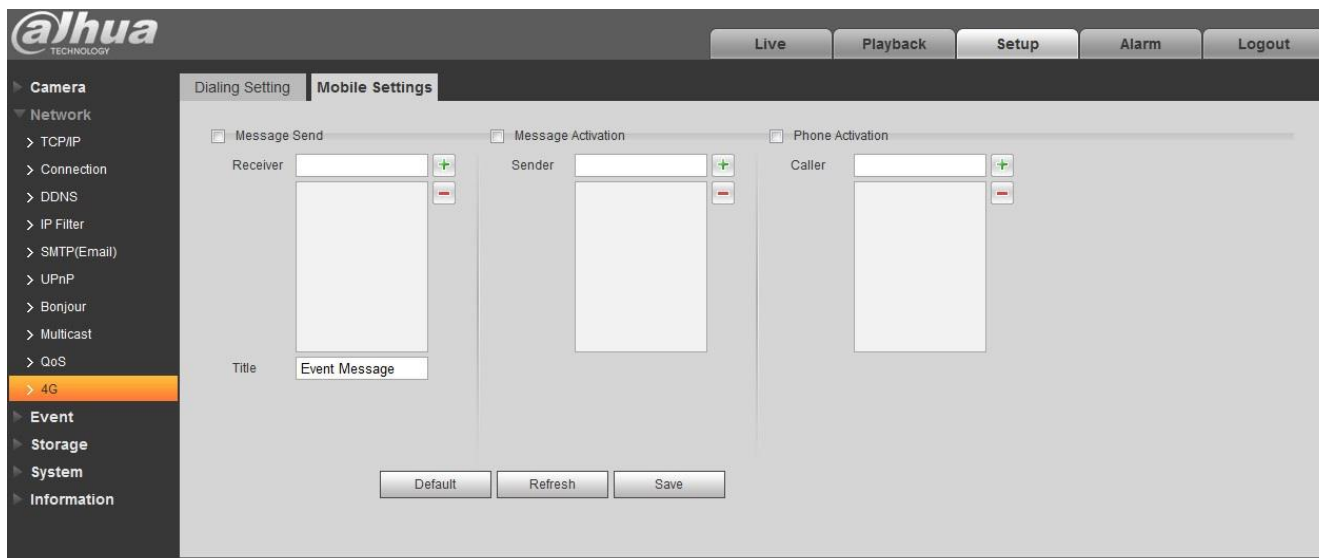 alhua
TECHNOLOGY
Live
Playback
Setup
Alarm
Logout
Camera
Network
TCP/IP
Connection
DDNS
IP Filter
SMTP(Email)
UPnP
Bonjour
Multicast
QoS
4G
Event
Storage
System
Information
Dialing Setting
Mobile Settings
Message Send
Receiver
Title
Event Message
Message Activation
Sender
Phone Activation
Caller
Default
Refresh
Save